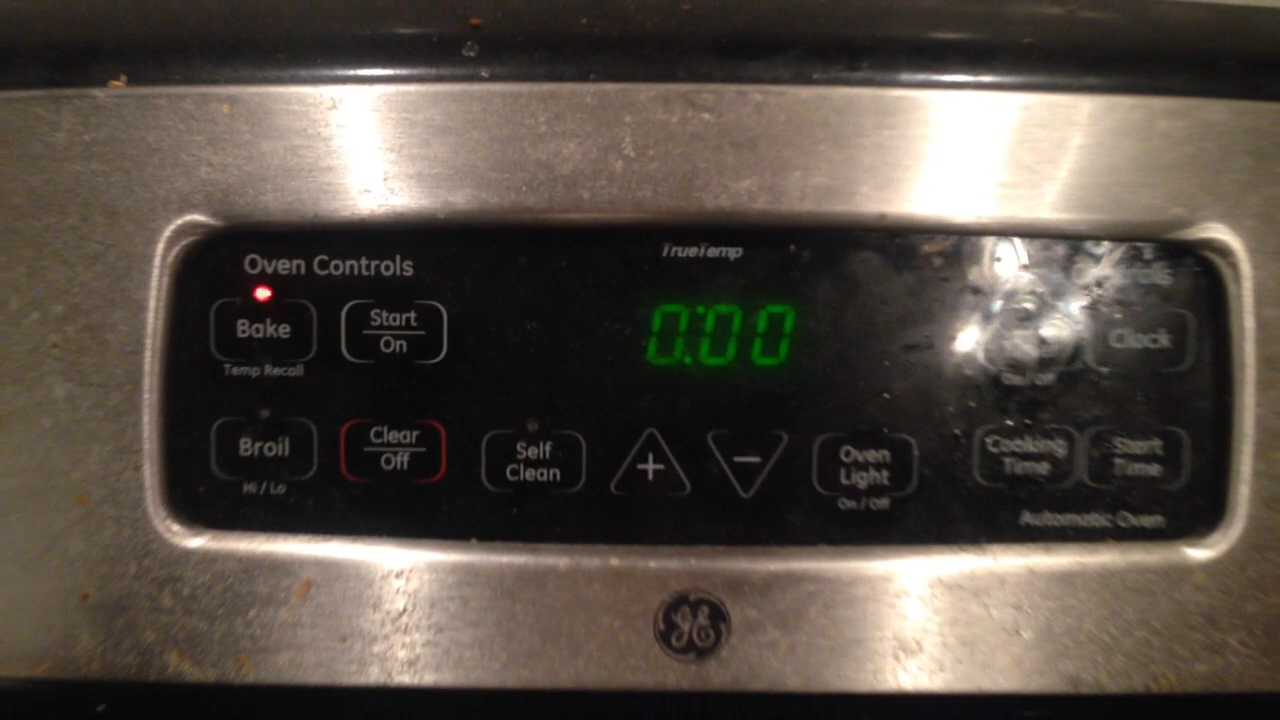 TrueTemp
Oven Controls
Bake
Temp Recall
Start
On
0:00
Clock
Broil
Hi / Lo
Clear
Off
Self
Clean
+
−
Oven
Light
On / Off
Cooking
Time
Start
Time
Automatic Oven
GE